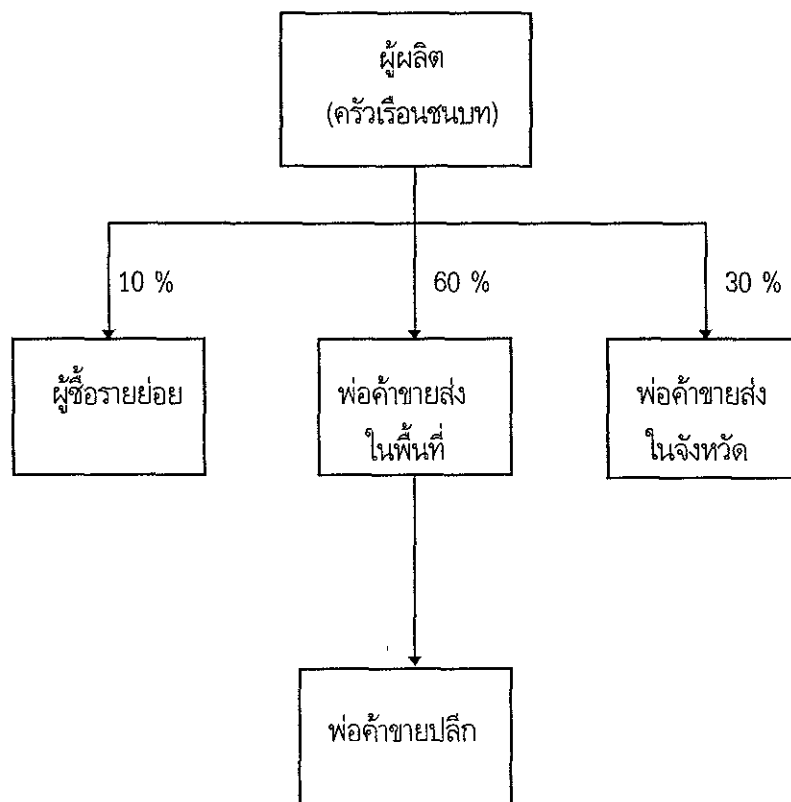 ผู้ผลิต
(ครัวเรือนชนบท)
10 %
60 %
30 %
ผู้ซื้อรายย่อย
พ่อค้าขายส่ง
ในพื้นที่
พ่อค้าขายส่ง
ในจังหวัด
พ่อค้าขายปลีก